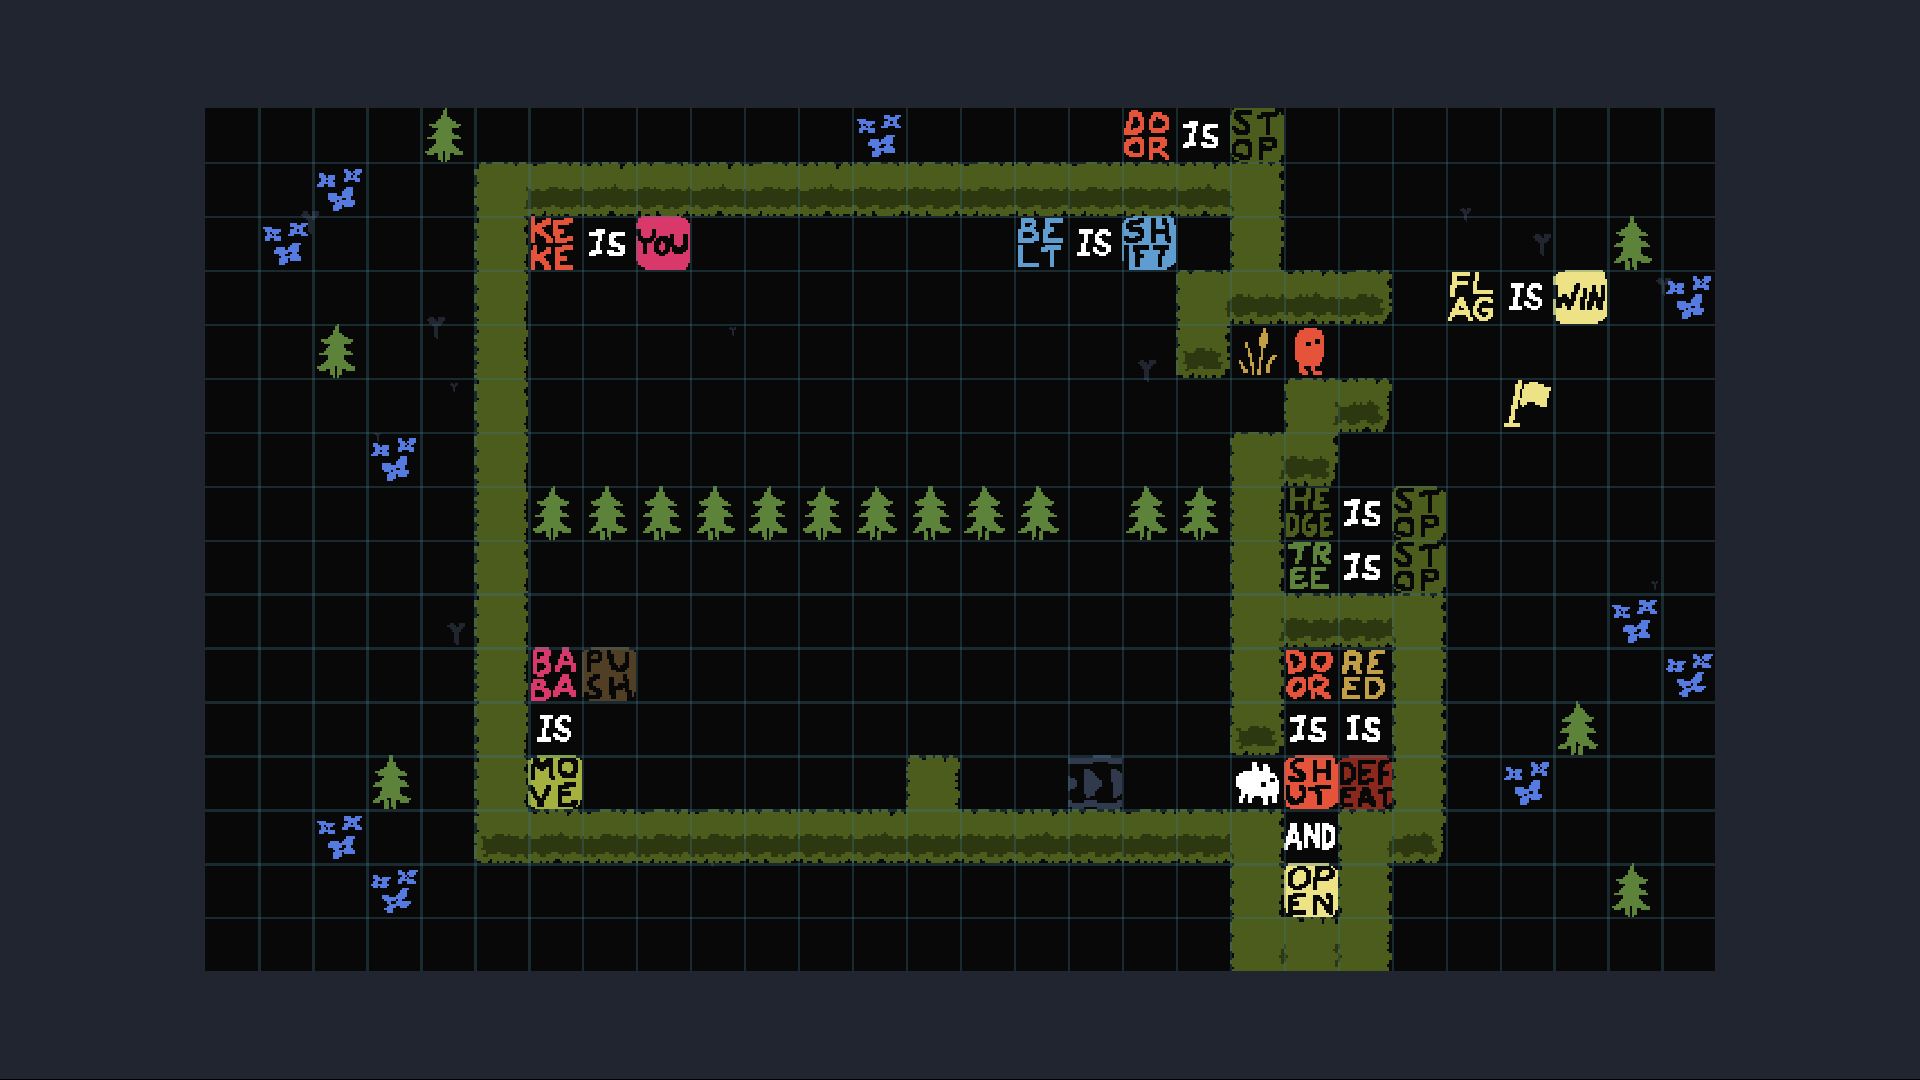 DOOR IS STOP
KEKE IS YOU
BELT IS SHIFT
FLAG IS WIN
HEDGE IS STOP
TREE IS STOP
BABA PUSH
IS
MOVE
DOOR REED
IS IS
SHUT DEFEAT
AND
OPEN